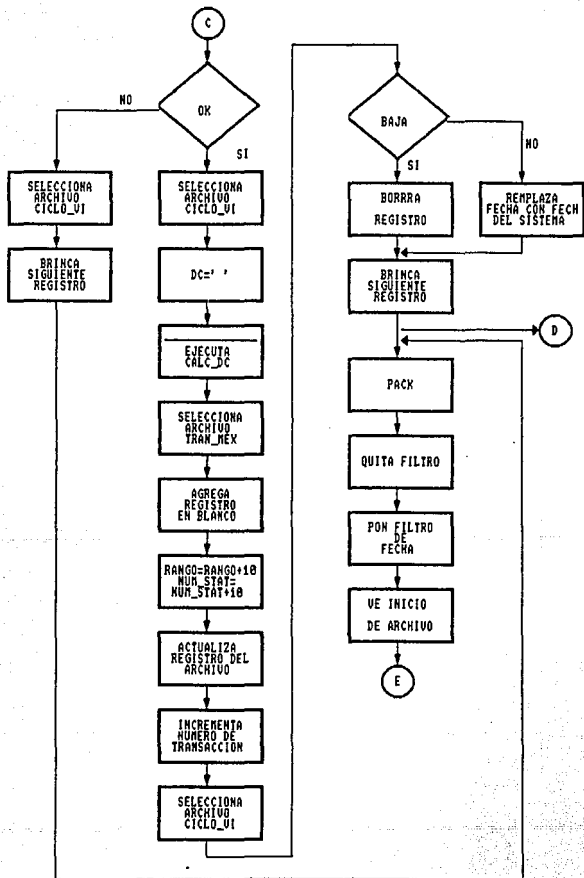 C
OK
NO
SI
SELECCIONA
ARCHIVO
CICLO_VI
BRINCA
SIGUIENTE
REGISTRO
SELECCIONA
ARCHIVO
CICLO_VI
DC=' '
EJECUTA
CALC_DC
SELECCIONA
ARCHIVO
TRAN_MEX
AGREGA
REGISTRO
EN BLANCO
RANGO=RANGO+10
NUM_STAT=
NUM_STAT+10
ACTUALIZA
REGISTRO DEL
ARCHIVO
INCREMENTA
NUMERO DE
TRANSACCION
SELECCIONA
ARCHIVO
CICLO_VI
BAJA
NO
SI
BORRRA
REGISTRO
REMPLAZA
FECHA CON FECH
DEL SISTEMA
BRINCA
SIGUIENTE
REGISTRO
D
PACK
QUITA FILTRO
PON FILTRO
DE
FECHA
VE INICIO
DE ARCHIVO
E